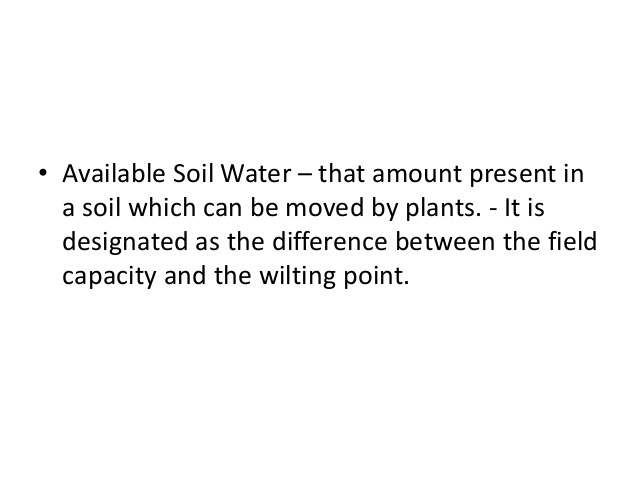 • Available Soil Water – that amount present in
a soil which can be moved by plants. - It is
designated as the difference between the field
capacity and the wilting point.